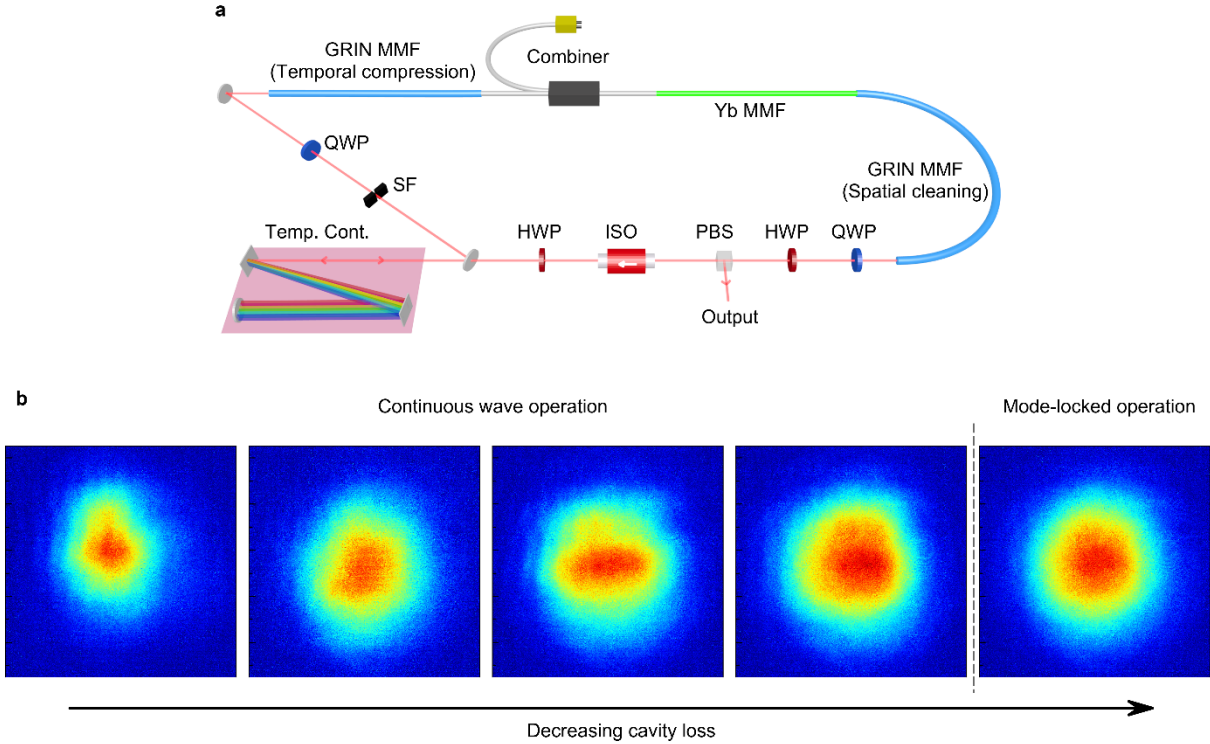 a
GRIN MMF
(Temporal compression)
Combiner
Yb MMF
QWP
GRIN MMF
(Spatial cleaning)
SF
Temp. Cont.
HWP
ISO
PBS
HWP
QWP
Output
b
Continuous wave operation
Mode-locked operation
Decreasing cavity loss